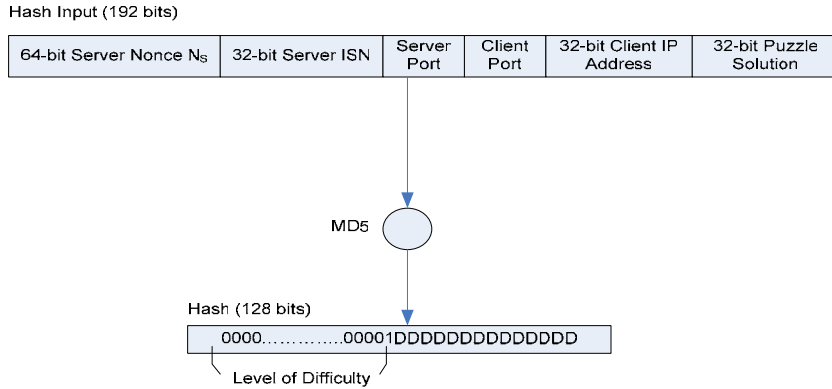 Hash Input (192 bits)
64-bit Server Nonce Ns
32-bit Server ISN
Server
Port
Client
Port
32-bit Client IP
Address
32-bit Puzzle
Solution
MD5
Hash (128 bits)
0000..............00001DDDDDDDDDDDDDDD
Level of Difficulty